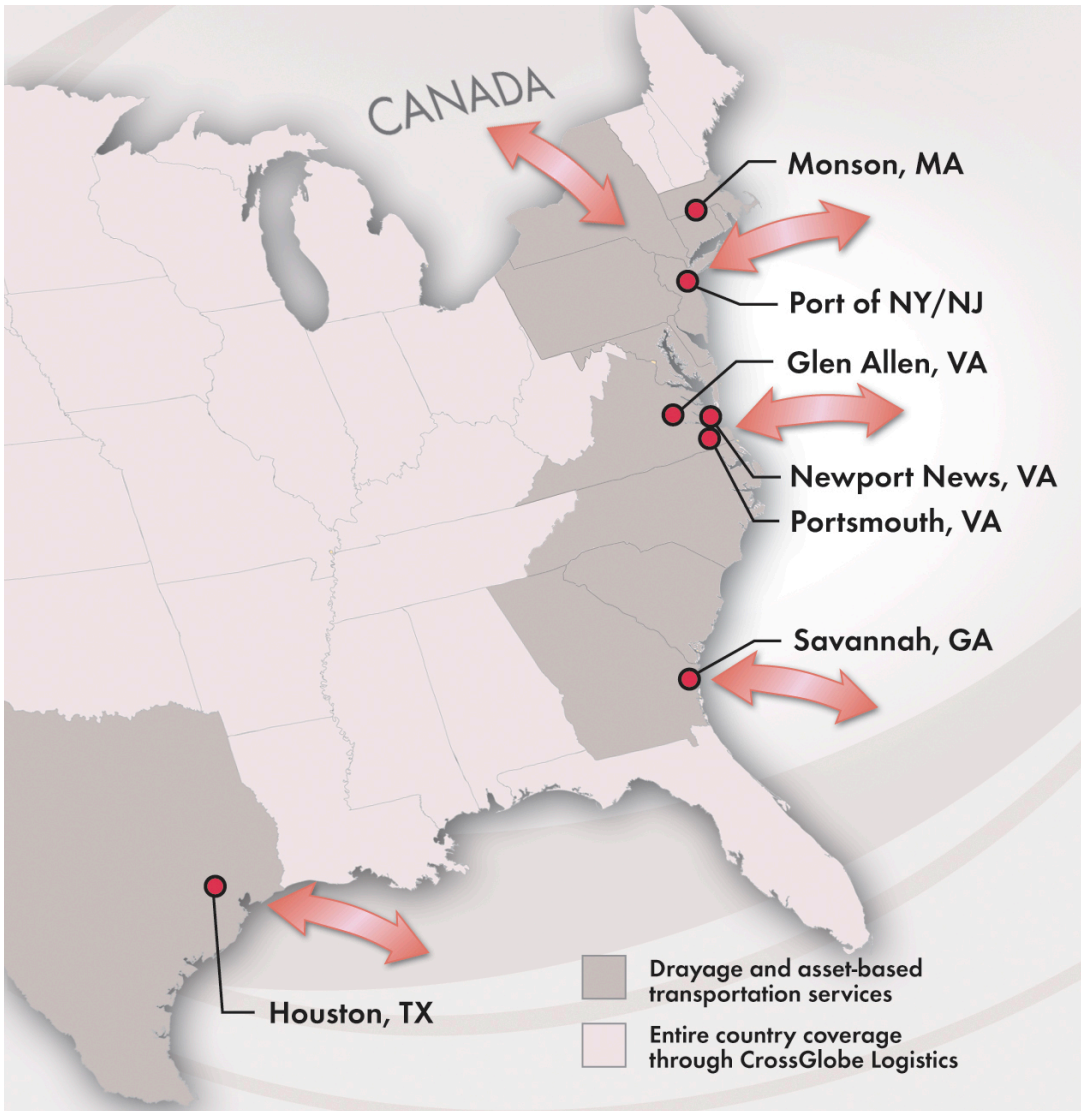 CANADA
Monson, MA
Port of NY/NJ
Glen Allen, VA
Newport News, VA
Portsmouth, VA
Savannah, GA
Houston, TX
Drayage and asset-based
transportation services
Entire country coverage
through CrossGlobe Logistics